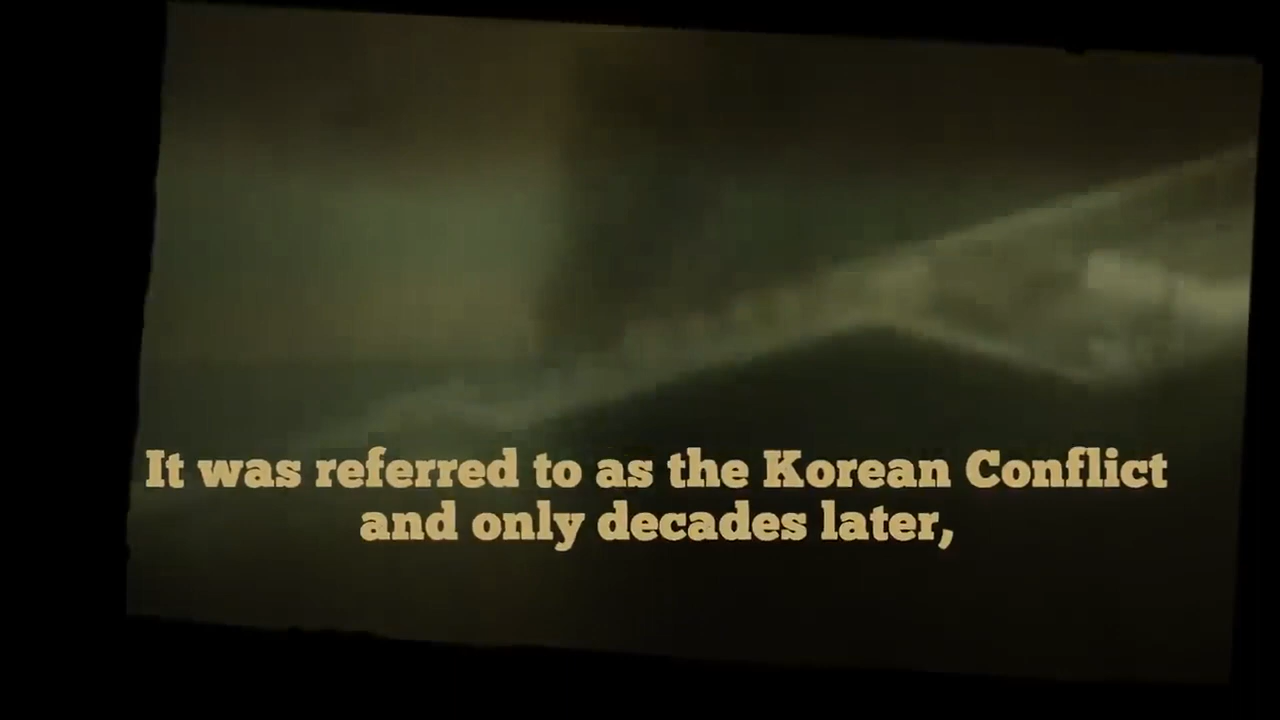 It was referred to as the Korean Conflict
and only decades later,